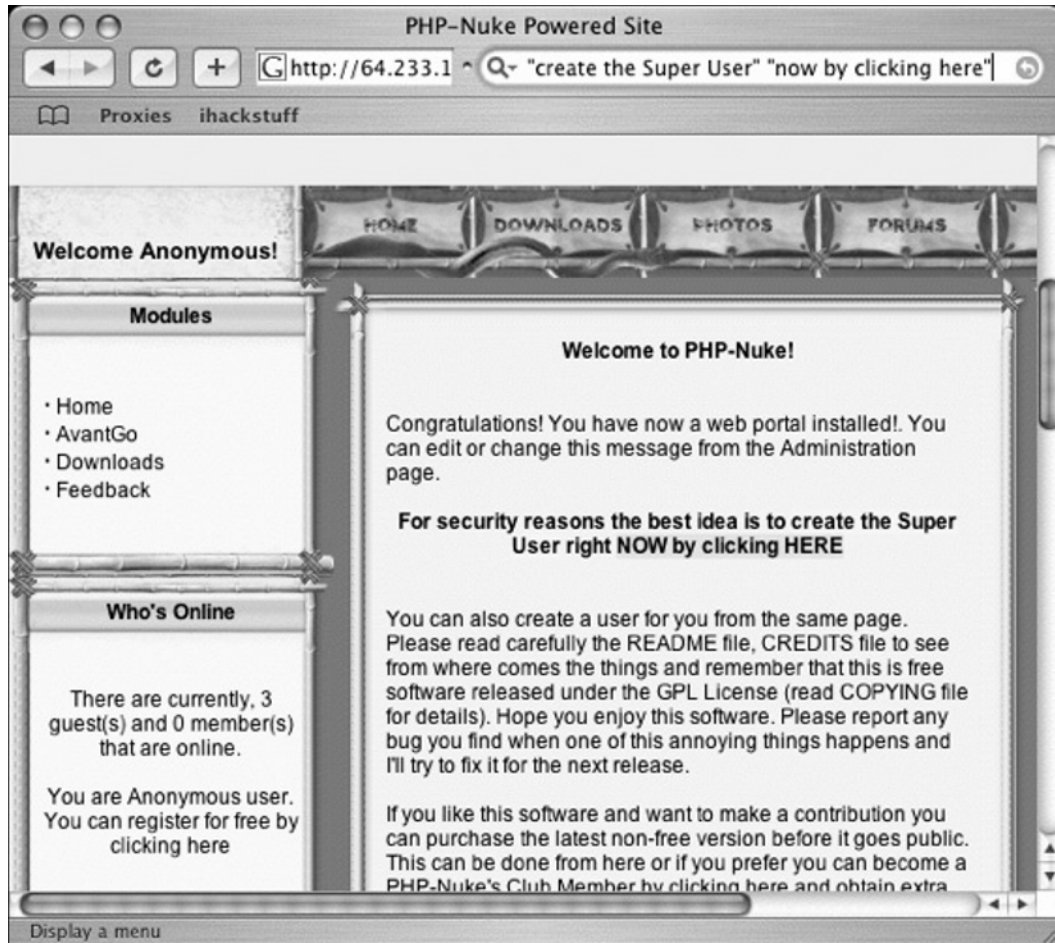 PHP-Nuke Powered Site
http://64.233.1
"create the Super User" "now by clicking here"
Proxies ihackstuff
Welcome Anonymous!
HOME DOWNLOADS PHOTOS FORUMS
Modules
· Home
· AvantGo
· Downloads
· Feedback
Who's Online
There are currently, 3
guest(s) and 0 member(s)
that are online.
You are Anonymous user.
You can register for free by
clicking here
Welcome to PHP-Nuke!
Congratulations! You have now a web portal installed!. You
can edit or change this message from the Administration
page.
For security reasons the best idea is to create the Super
User right NOW by clicking HERE
You can also create a user for you from the same page.
Please read carefully the README file, CREDITS file to see
from where comes the things and remember that this is free
software released under the GPL License (read COPYING file
for details). Hope you enjoy this software. Please report any
bug you find when one of this annoying things happens and
I'll try to fix it for the next release.
If you like this software and want to make a contribution you
can purchase the latest non-free version before it goes public.
This can be done from here or if you prefer you can become a
PHP-Nuke's Club Member by clicking here and obtain extra
Display a menu